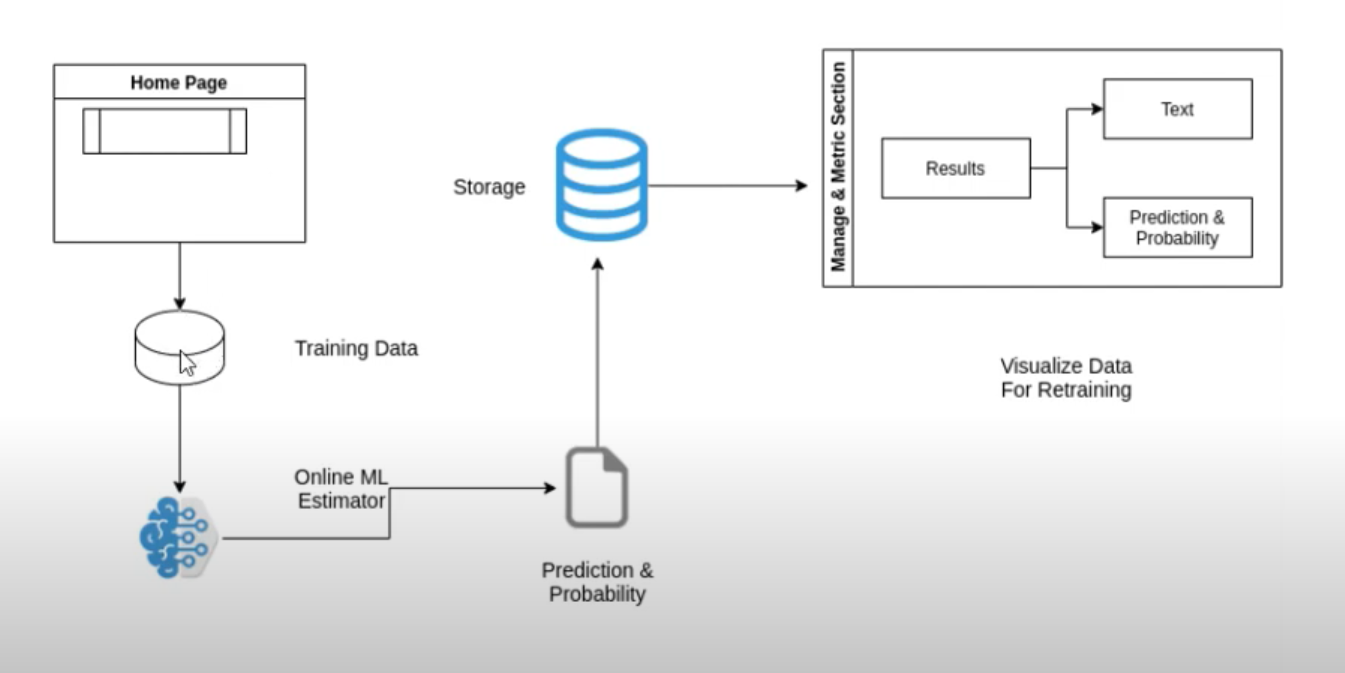 Home Page
Storage
Manage & Metric Section
Results
Text
Prediction &
Probability
Training Data
Visualize Data
For Retraining
Online ML
Estimator
Prediction &
Probability